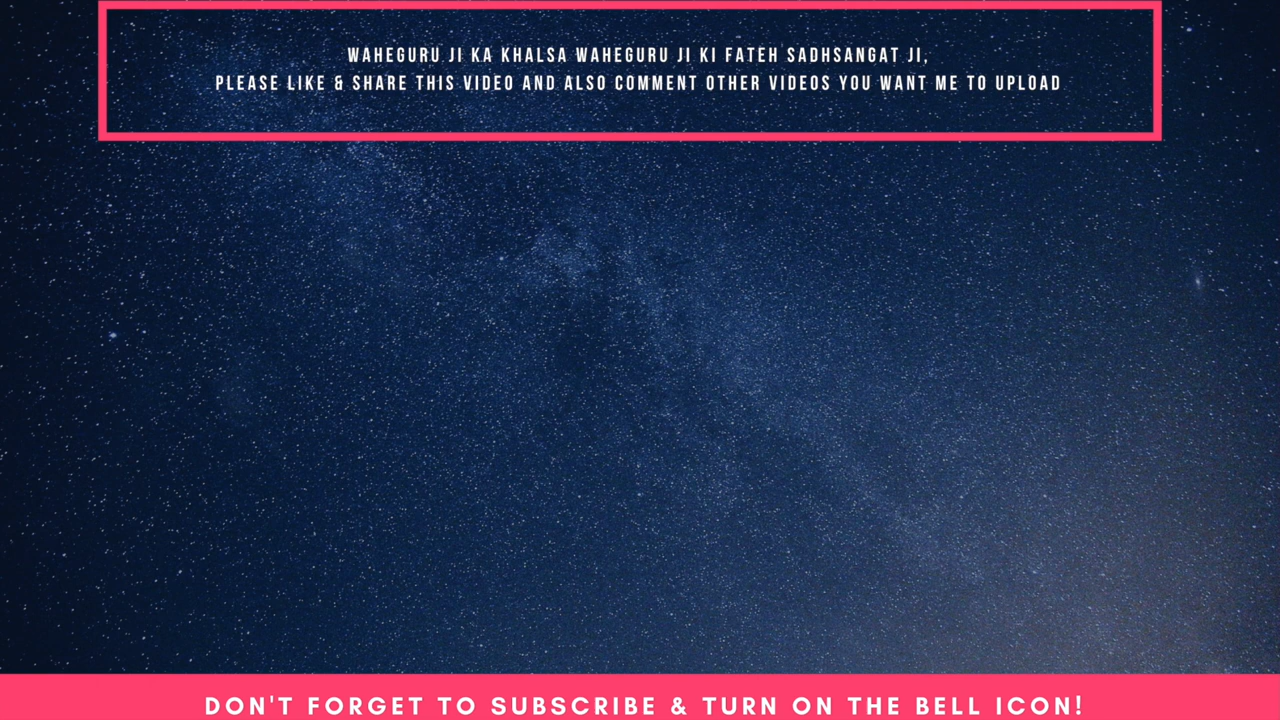 WAHEGURU JI KA KHALSA WAHEGURU JI KI FATEH SADHSANGAT JI,
PLEASE LIKE & SHARE THIS VIDEO AND ALSO COMMENT OTHER VIDEOS YOU WANT ME TO UPLOAD
DON'T FORGET TO SUBSCRIBE & TURN ON THE BELL ICON!